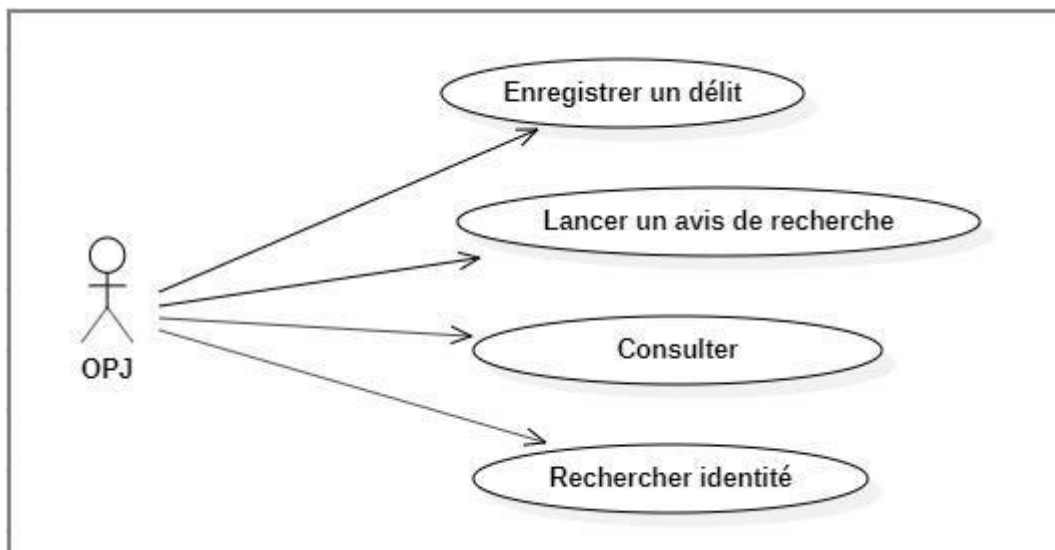 Enregistrer un délit
Lancer un avis de recherche
OPJ
Consulter
Rechercher identité